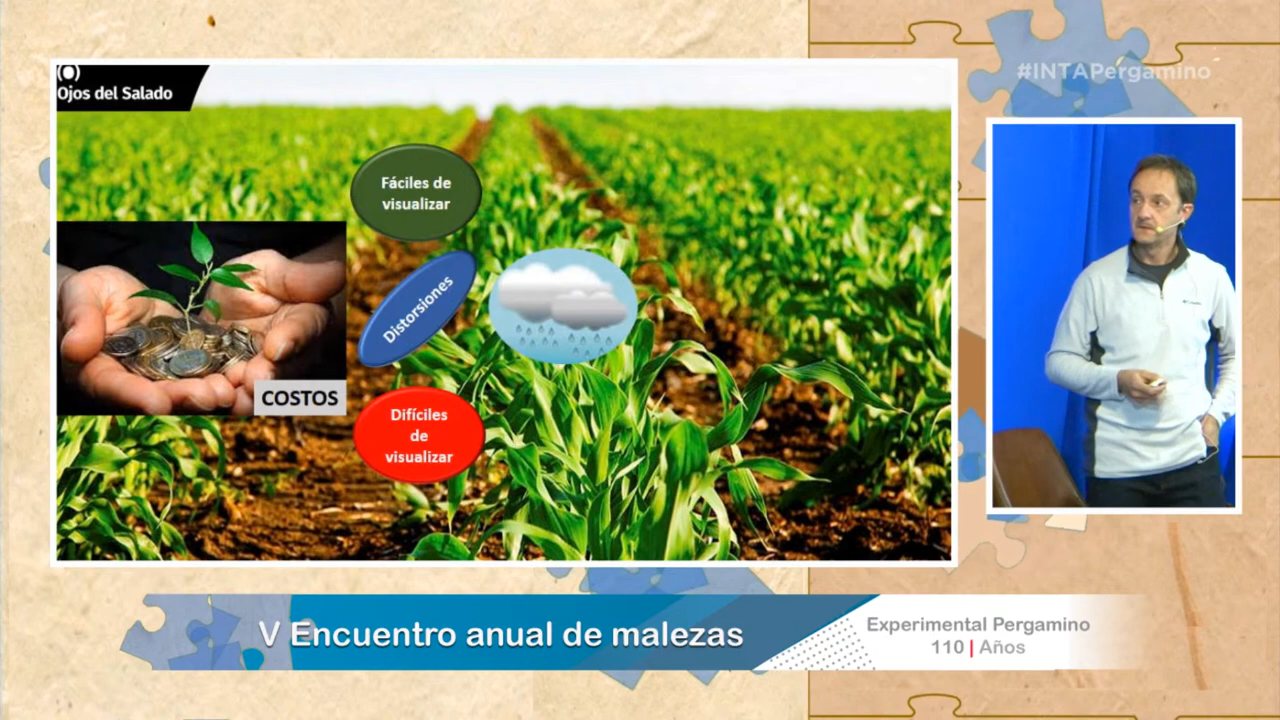 (O)
Ojos del Salado
#INTAPergamino
Fáciles de
visualizar
Distorsiones
COSTOS
Difíciles
de
visualizar
V Encuentro anual de malezas
Experimental Pergamino
110 | Años